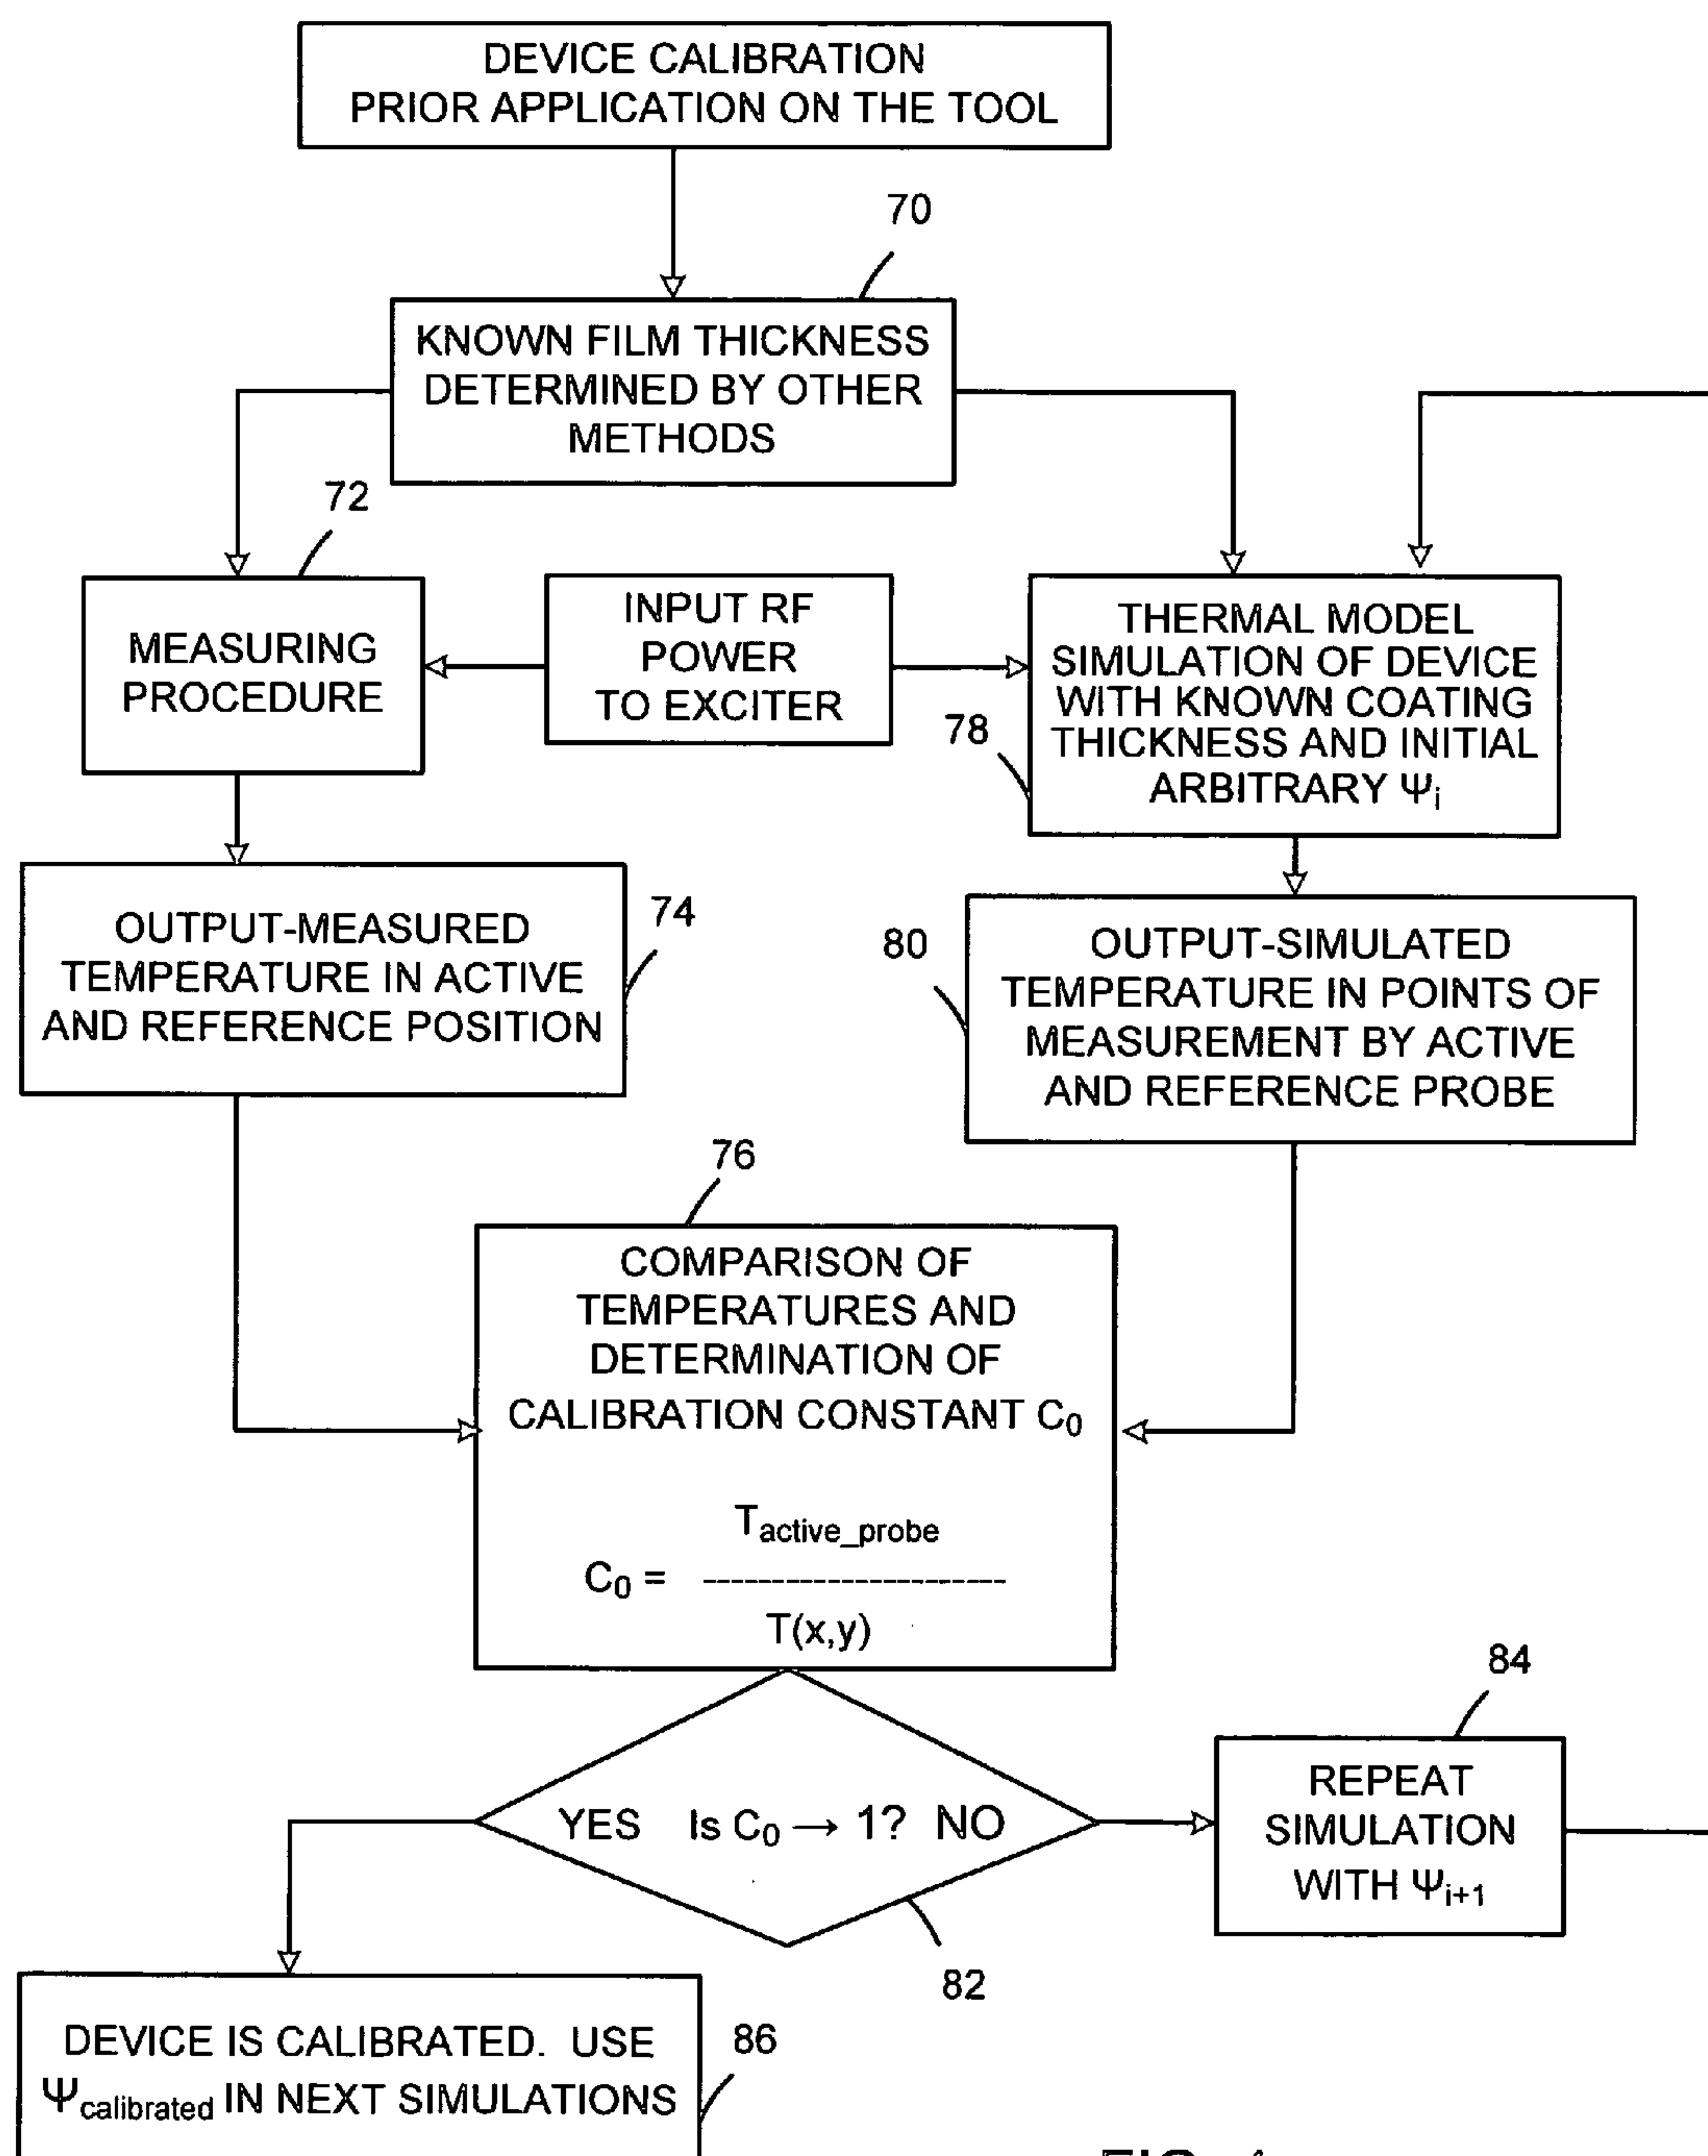 DEVICE CALIBRATION
PRIOR APPLICATION ON THE TOOL
70
KNOWN FILM THICKNESS
DETERMINED BY OTHER
METHODS
72
MEASURING
PROCEDURE
INPUT RF
POWER
TO EXCITER
78
THERMAL MODEL
SIMULATION OF DEVICE
WITH KNOWN COATING
THICKNESS AND INITIAL
ARBITRARY Ψi
OUTPUT-MEASURED
TEMPERATURE IN ACTIVE
AND REFERENCE POSITION
74
80
OUTPUT-SIMULATED
TEMPERATURE IN POINTS OF
MEASUREMENT BY ACTIVE
AND REFERENCE PROBE
76
COMPARISON OF
TEMPERATURES AND
DETERMINATION OF
CALIBRATION CONSTANT C0
Tactive_probe
C0 = ----------------------
T(x,y)
YES Is C0 → 1? NO
82
84
REPEAT
SIMULATION
WITH Ψi+1
DEVICE IS CALIBRATED. USE
Ψcalibrated IN NEXT SIMULATIONS
86